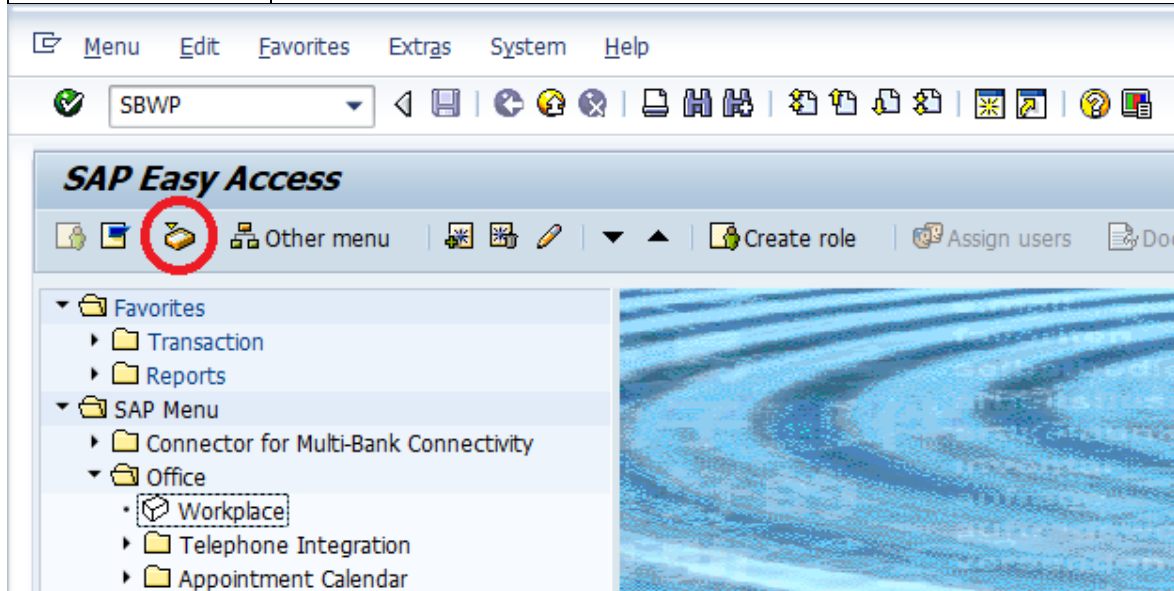 Menu Edit Favorites Extras System Help
SBWP
SAP Easy Access
Other menu Create role Assign users Do
Favorites
Transaction
Reports
SAP Menu
Connector for Multi-Bank Connectivity
Office
Workplace
Telephone Integration
Appointment Calendar